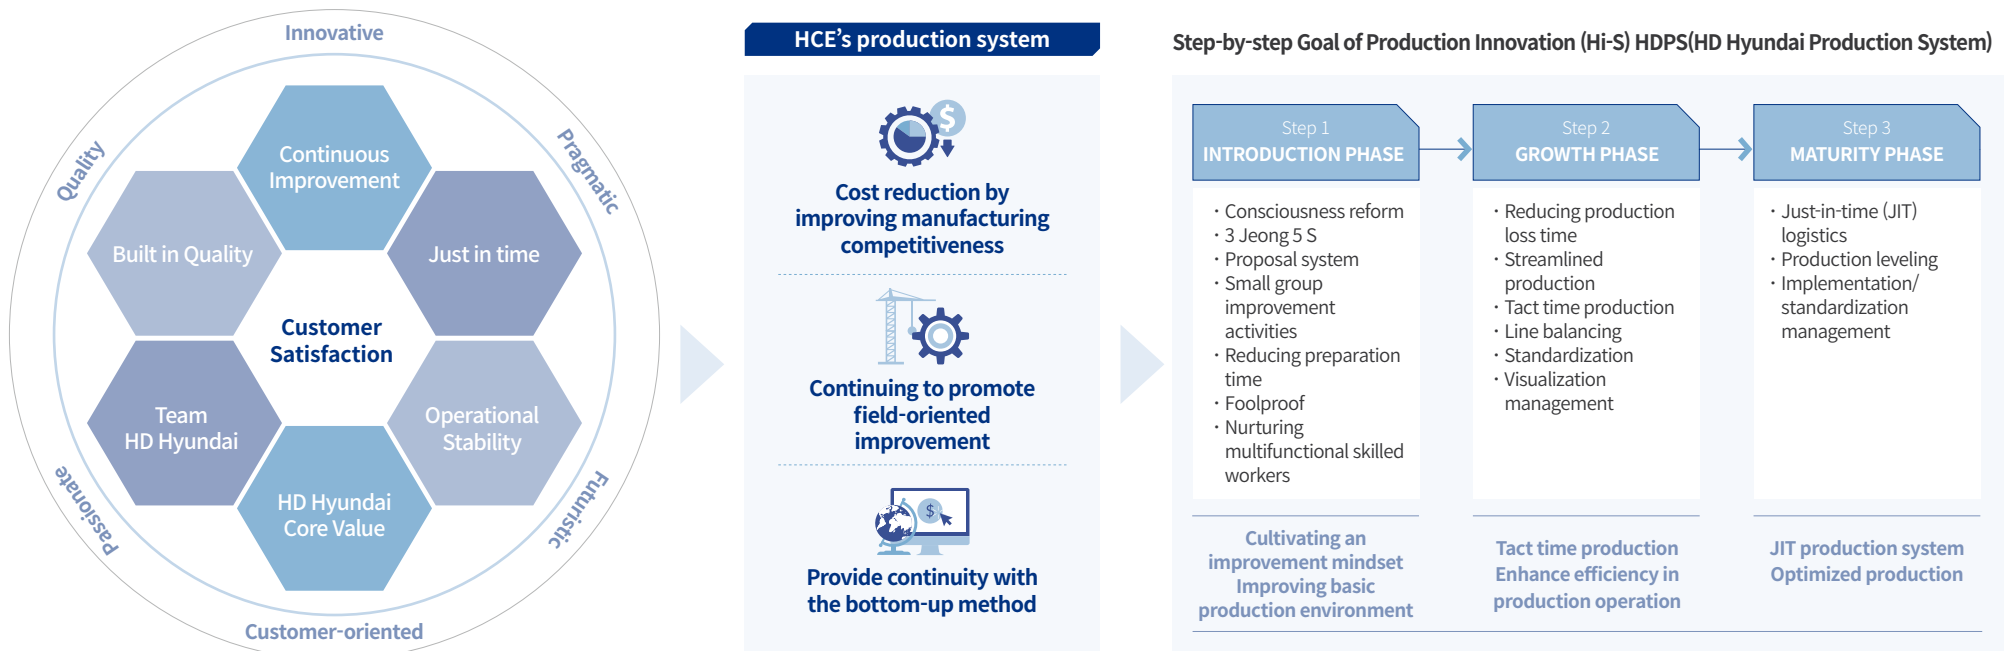 Innovative
Quality
Pragmatic
Continuous
Improvement
Built in Quality
Just in time
Customer
Satisfaction
Team
HD Hyundai
Operational
Stability
HD Hyundai
Core Value
Passionate
Futuristic
Customer-oriented
HCE’s production system
$
Cost reduction by
improving manufacturing
competitiveness
Continuing to promote
field-oriented
improvement
$
Provide continuity with
the bottom-up method
Step-by-step Goal of Production Innovation (Hi-S) HDPS(HD Hyundai Production System)
Step 1
INTRODUCTION PHASE
· Consciousness reform
· 3 Jeong 5 S
· Proposal system
· Small group
improvement
activities
· Reducing preparation
time
· Foolproof
· Nurturing
multifunctional skilled
workers
Cultivating an
improvement mindset
Improving basic
production environment
Step 2
GROWTH PHASE
· Reducing production
loss time
· Streamlined
production
· Tact time production
· Line balancing
· Standardization
· Visualization
management
Tact time production
Enhance efficiency in
production operation
Step 3
MATURITY PHASE
· Just-in-time (JIT)
logistics
· Production leveling
· Implementation/
standardization
management
JIT production system
Optimized production